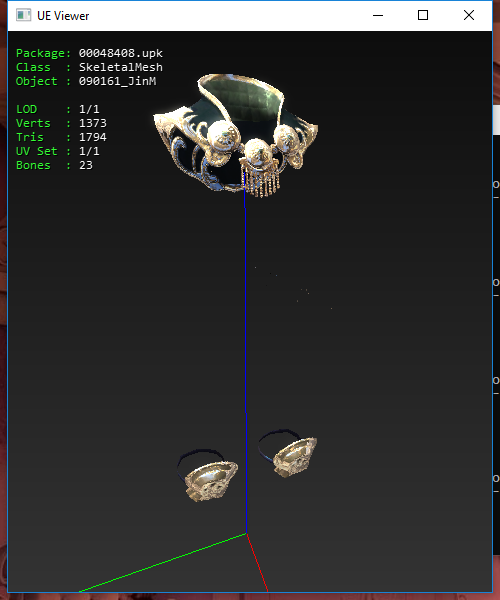 UE Viewer
Package: 00048408.upk
Class : SkeletalMesh
Object : 090161_JinM
LOD : 1/1
Verts : 1373
Tris : 1794
UV Set : 1/1
Bones : 23